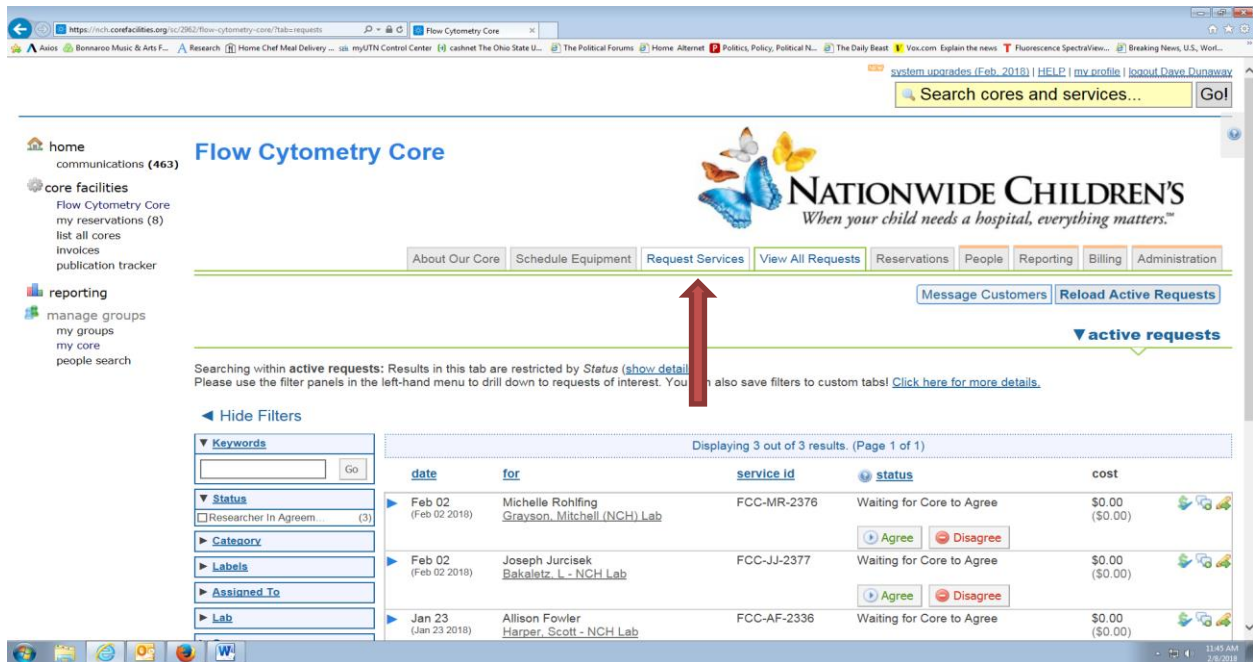 https://nch.corefacilities.org/sc/2962/flow-cytometry-core/?tab=requests
Flow Cytometry Core
Axios
Bonnaroo Music & Arts F...
Research
Home Chef Meal Delivery ...
myUTN Control Center
cashnet The Ohio State U...
The Political Forums
Home Alternet
Politics, Policy, Political N...
The Daily Beast
Vox.com Explain the news
Fluorescence SpectraView...
Breaking News, U.S., Worl...
system upgrades (Feb. 2018) | HELP | my profile | logout Dave Dunaway
Search cores and services... Go!
home
communications (463)
core facilities
Flow Cytometry Core
my reservations (8)
list all cores
invoices
publication tracker
reporting
manage groups
my groups
my core
people search
Flow Cytometry Core
NATIONWIDE CHILDREN'S
When your child needs a hospital, everything matters.℠
About Our Core Schedule Equipment Request Services View All Requests Reservations People Reporting Billing Administration
Message Customers Reload Active Requests
▼active requests
Searching within active requests: Results in this tab are restricted by Status (show detail
Please use the filter panels in the left-hand menu to drill down to requests of interest. You also save filters to custom tabs! Click here for more details.
◄ Hide Filters
▼ Keywords
Go
▼ Status
Researcher In Agreem... (3)
► Category
► Labels
► Assigned To
► Lab
Displaying 3 out of 3 results. (Page 1 of 1)
date for service id status cost
► Feb 02 Michelle Rohlfing FCC-MR-2376 Waiting for Core to Agree $0.00
(Feb 02 2018) Grayson, Mitchell (NCH) Lab ($0.00)
Agree Disagree
► Feb 02 Joseph Jurcisek FCC-JJ-2377 Waiting for Core to Agree $0.00
(Feb 02 2018) Bakaletz, L - NCH Lab ($0.00)
Agree Disagree
► Jan 23 Allison Fowler FCC-AF-2336 Waiting for Core to Agree $0.00
(Jan 23 2018) Harper, Scott - NCH Lab ($0.00)
11:45 AM
2/8/2018